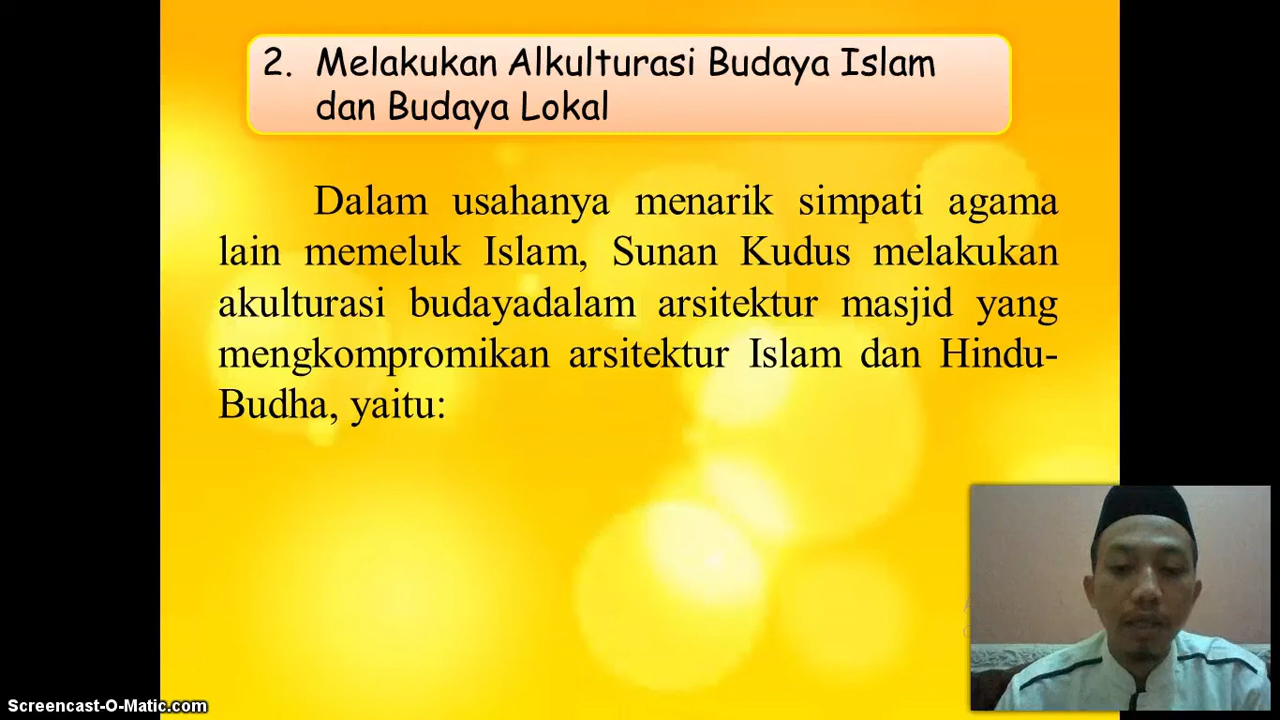 2. Melakukan Alkulturasi Budaya Islam
dan Budaya Lokal
Dalam usahanya menarik simpati agama
lain memeluk Islam, Sunan Kudus melakukan
akulturasi budayadalam arsitektur masjid yang
mengkompromikan arsitektur Islam dan Hindu-
Budha, yaitu:
Screencast-O-Matic.com